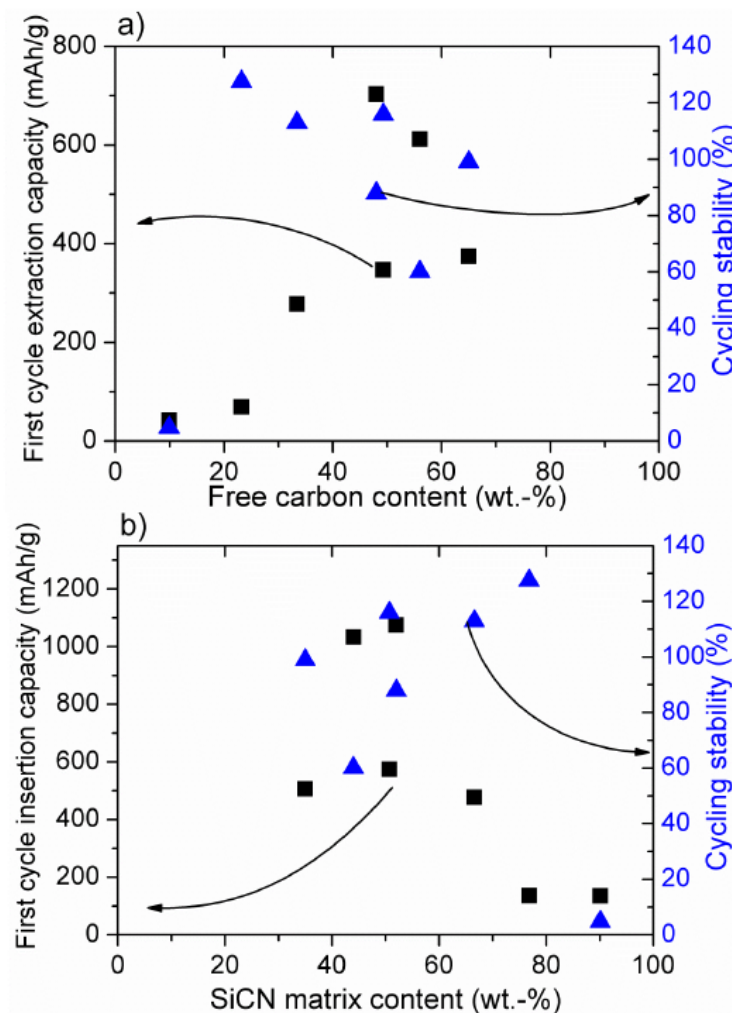 a)
First cycle extraction capacity (mAh/g)
800
600
400
200
0
140
120
100
80
60
40
20
0
Cycling stability (%)
0 20 40 60 80 100
Free carbon content (wt.-%)
b)
First cycle insertion capacity (mAh/g)
1200
1000
800
600
400
200
0
140
120
100
80
60
40
20
0
Cycling stability (%)
0 20 40 60 80 100
SiCN matrix content (wt.-%)